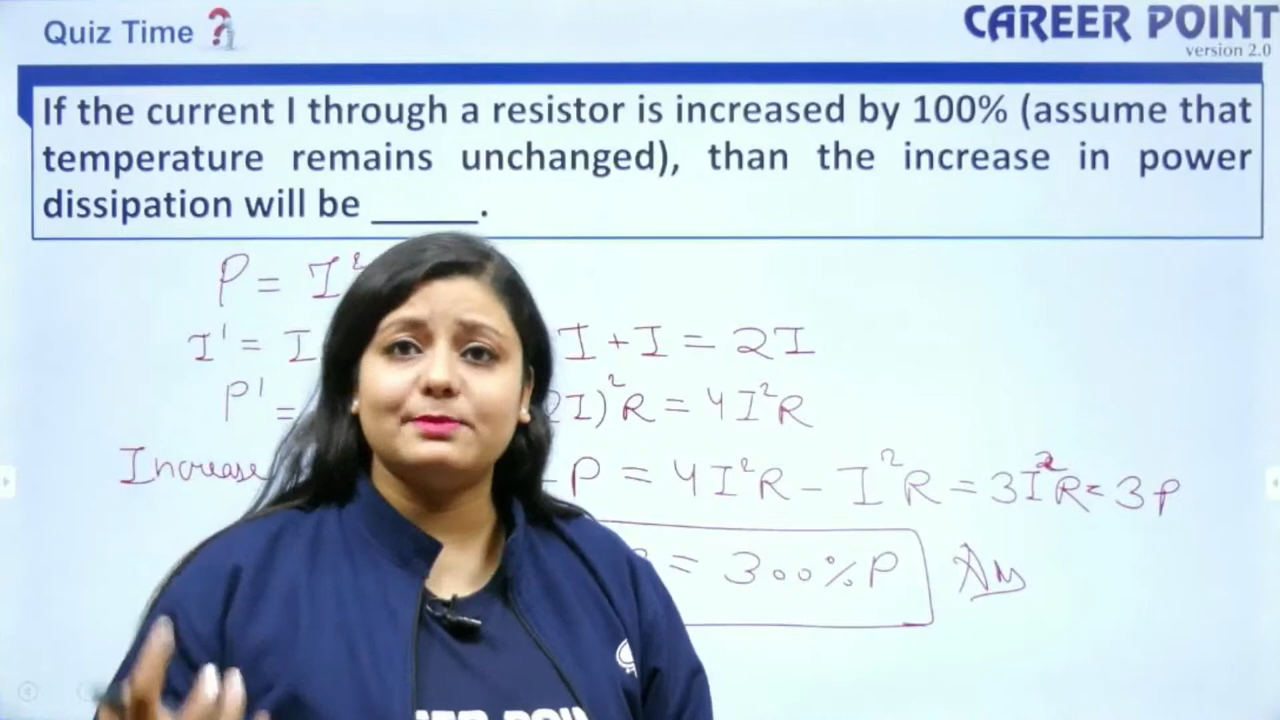 Quiz Time ?
CAREER POINT
version 2.0
If the current I through a resistor is increased by 100% (assume that
temperature remains unchanged), than the increase in power
dissipation will be _____.
P = I²
I' = I I + I = 2I
P' = 2I)²R = 4I²R
Increase - P = 4I²R - I²R = 3I²R = 3P
= 300% P Ans